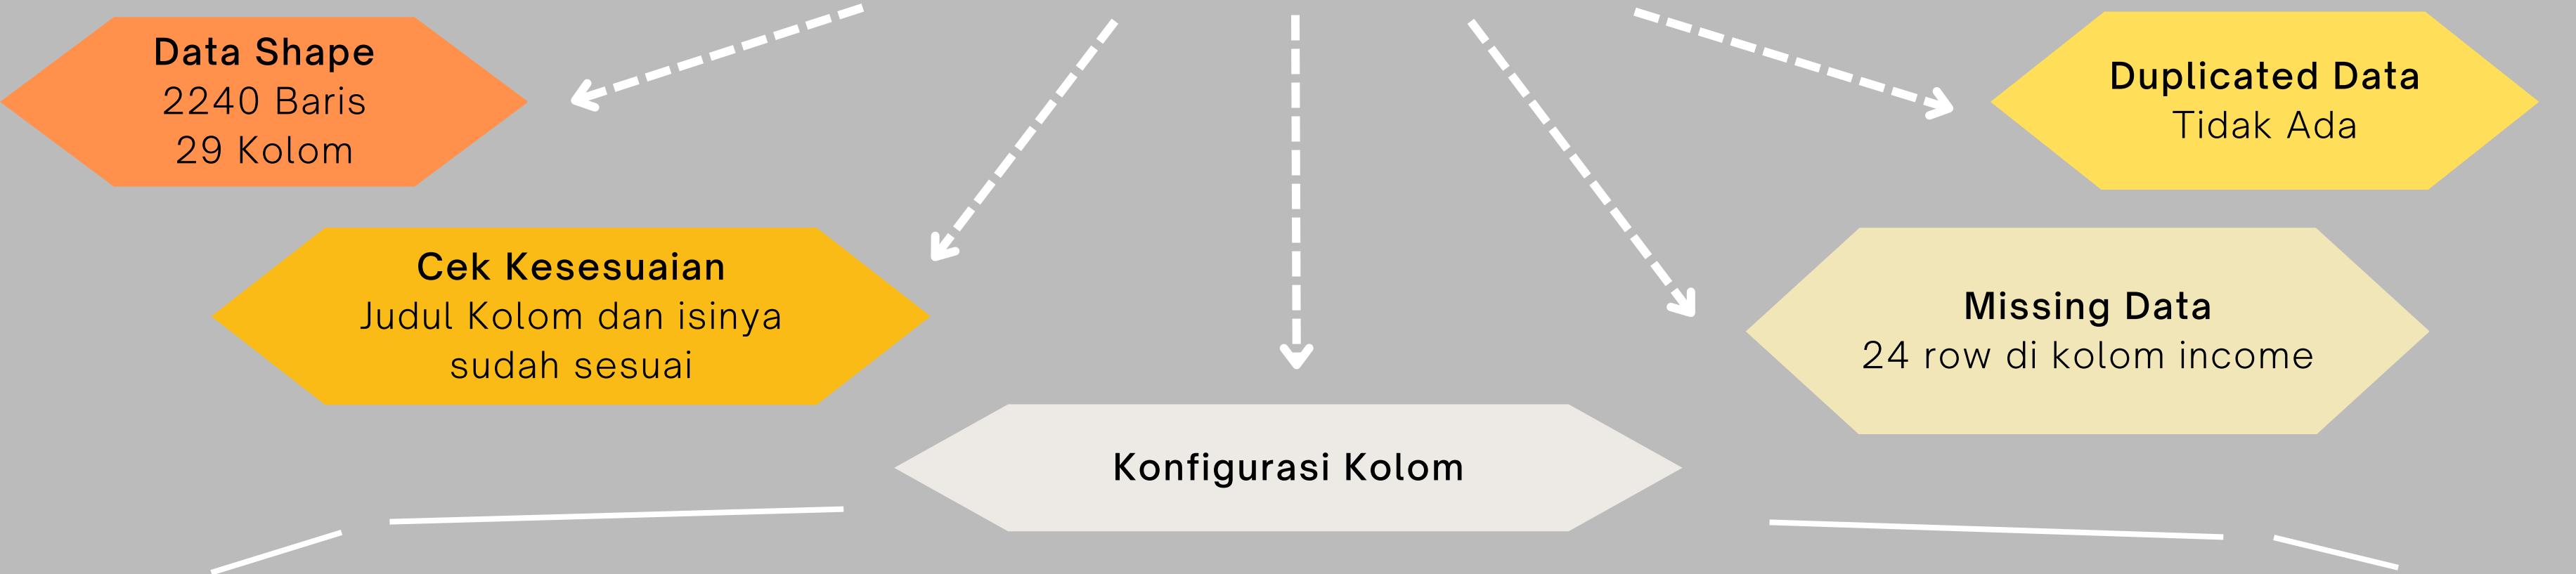 Data Shape
2240 Baris
29 Kolom
Duplicated Data
Tidak Ada
Cek Kesesuaian
Judul Kolom dan isinya
sudah sesuai
Missing Data
24 row di kolom income
Konfigurasi Kolom